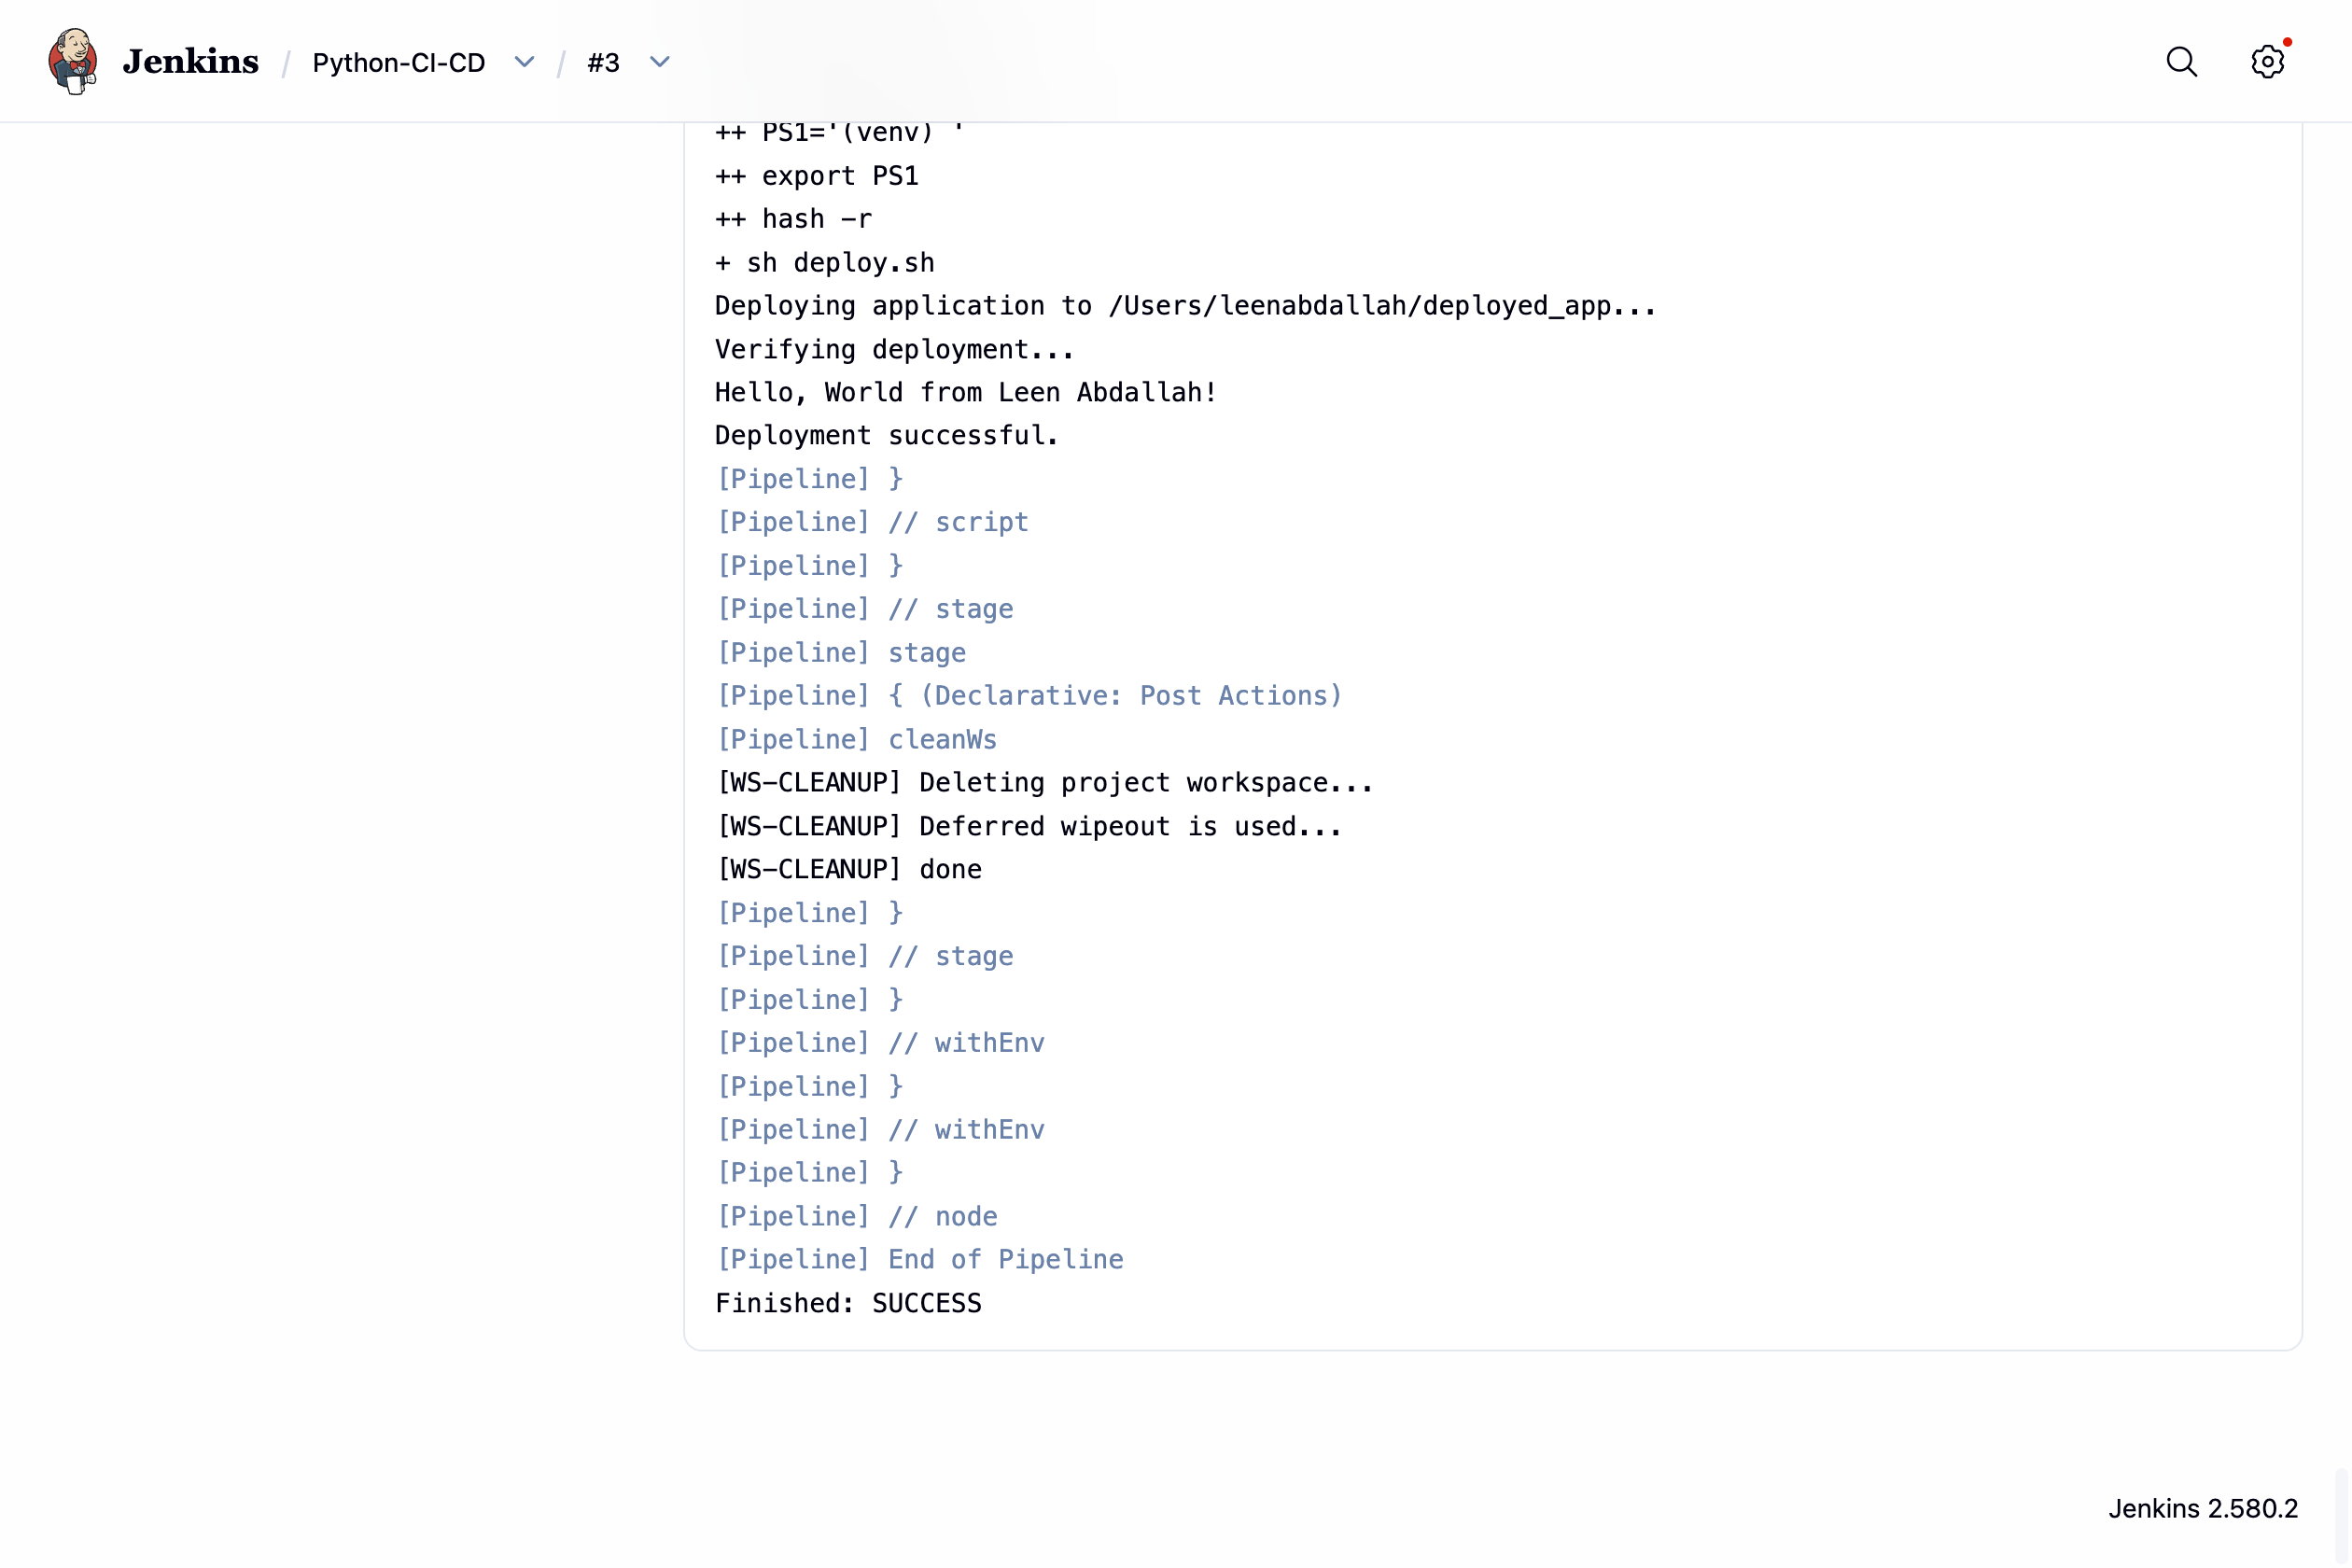 Jenkins / Python-CI-CD / #3
++ PS1='(venv) '
++ export PS1
++ hash -r
+ sh deploy.sh
Deploying application to /Users/leenabdallah/deployed_app...
Verifying deployment...
Hello, World from Leen Abdallah!
Deployment successful.
[Pipeline] }
[Pipeline] // script
[Pipeline] }
[Pipeline] // stage
[Pipeline] stage
[Pipeline] { (Declarative: Post Actions)
[Pipeline] cleanWs
[WS-CLEANUP] Deleting project workspace...
[WS-CLEANUP] Deferred wipeout is used...
[WS-CLEANUP] done
[Pipeline] }
[Pipeline] // stage
[Pipeline] }
[Pipeline] // withEnv
[Pipeline] }
[Pipeline] // withEnv
[Pipeline] }
[Pipeline] // node
[Pipeline] End of Pipeline
Finished: SUCCESS
Jenkins 2.580.2